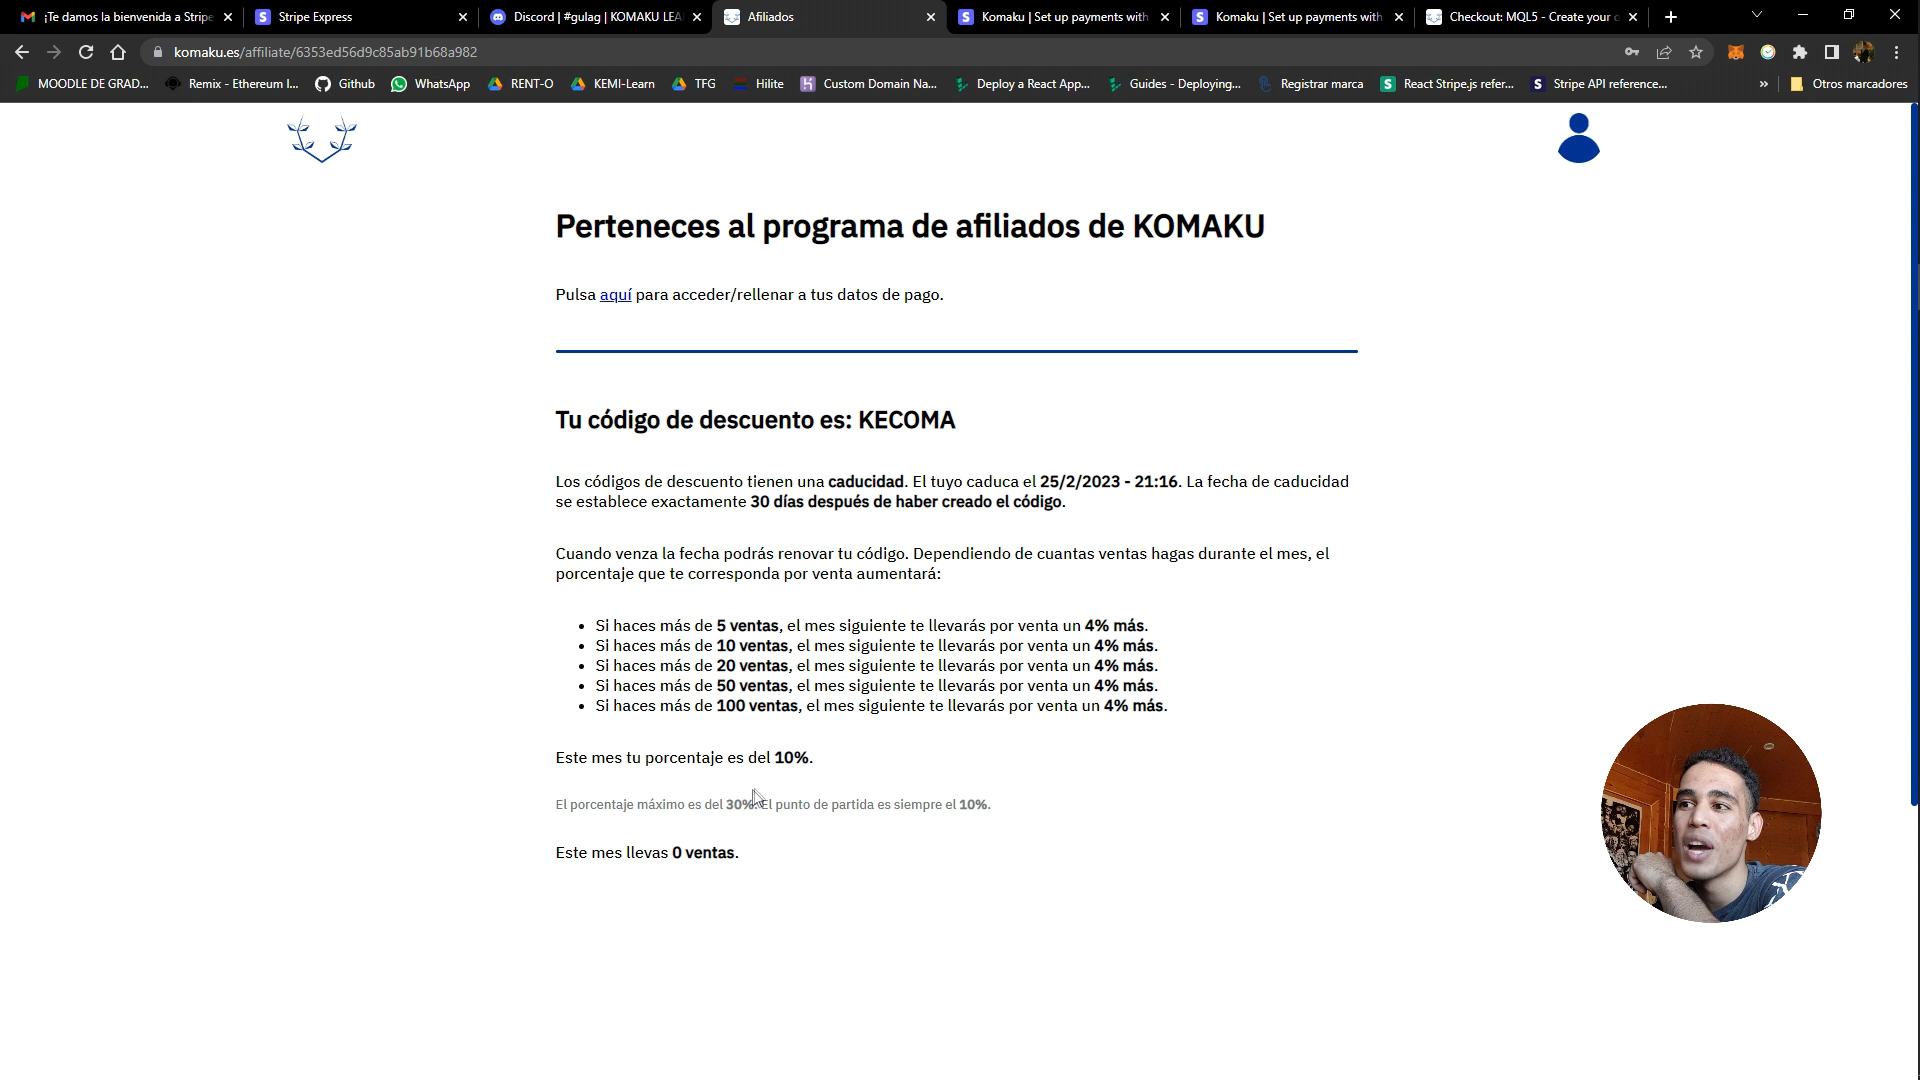 ¡Te damos la bienvenida a Stripe
Stripe Express
Discord | #gulag | KOMAKU LEA
Afiliados
Komaku | Set up payments with
Komaku | Set up payments with
Checkout: MQL5 - Create your o
komaku.es/affiliate/6353ed56d9c85ab91b68a982
MOODLE DE GRAD...
Remix - Ethereum I...
Github
WhatsApp
RENT-O
KEMI-Learn
TFG
Hilite
Custom Domain Na...
Deploy a React App...
Guides - Deploying...
Registrar marca
React Stripe.js refer...
Stripe API reference...
»
Otros marcadores
Perteneces al programa de afiliados de KOMAKU
Pulsa aquí para acceder/rellenar a tus datos de pago.
Tu código de descuento es: KECOMA
Los códigos de descuento tienen una caducidad. El tuyo caduca el 25/2/2023 - 21:16. La fecha de caducidad
se establece exactamente 30 días después de haber creado el código.
Cuando venza la fecha podrás renovar tu código. Dependiendo de cuantas ventas hagas durante el mes, el
porcentaje que te corresponda por venta aumentará:
• Si haces más de 5 ventas, el mes siguiente te llevarás por venta un 4% más.
• Si haces más de 10 ventas, el mes siguiente te llevarás por venta un 4% más.
• Si haces más de 20 ventas, el mes siguiente te llevarás por venta un 4% más.
• Si haces más de 50 ventas, el mes siguiente te llevarás por venta un 4% más.
• Si haces más de 100 ventas, el mes siguiente te llevarás por venta un 4% más.
Este mes tu porcentaje es del 10%.
El porcentaje máximo es del 30%. El punto de partida es siempre el 10%.
Este mes llevas 0 ventas.